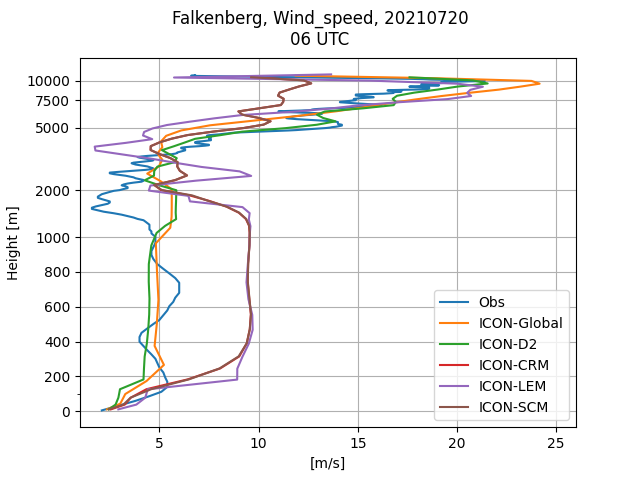 Falkenberg, Wind_speed, 20210720
06 UTC
Height [m]
10000
7500
5000
2000
1000
800
600
400
200
0
5
10
15
20
25
[m/s]
Obs
ICON-Global
ICON-D2
ICON-CRM
ICON-LEM
ICON-SCM